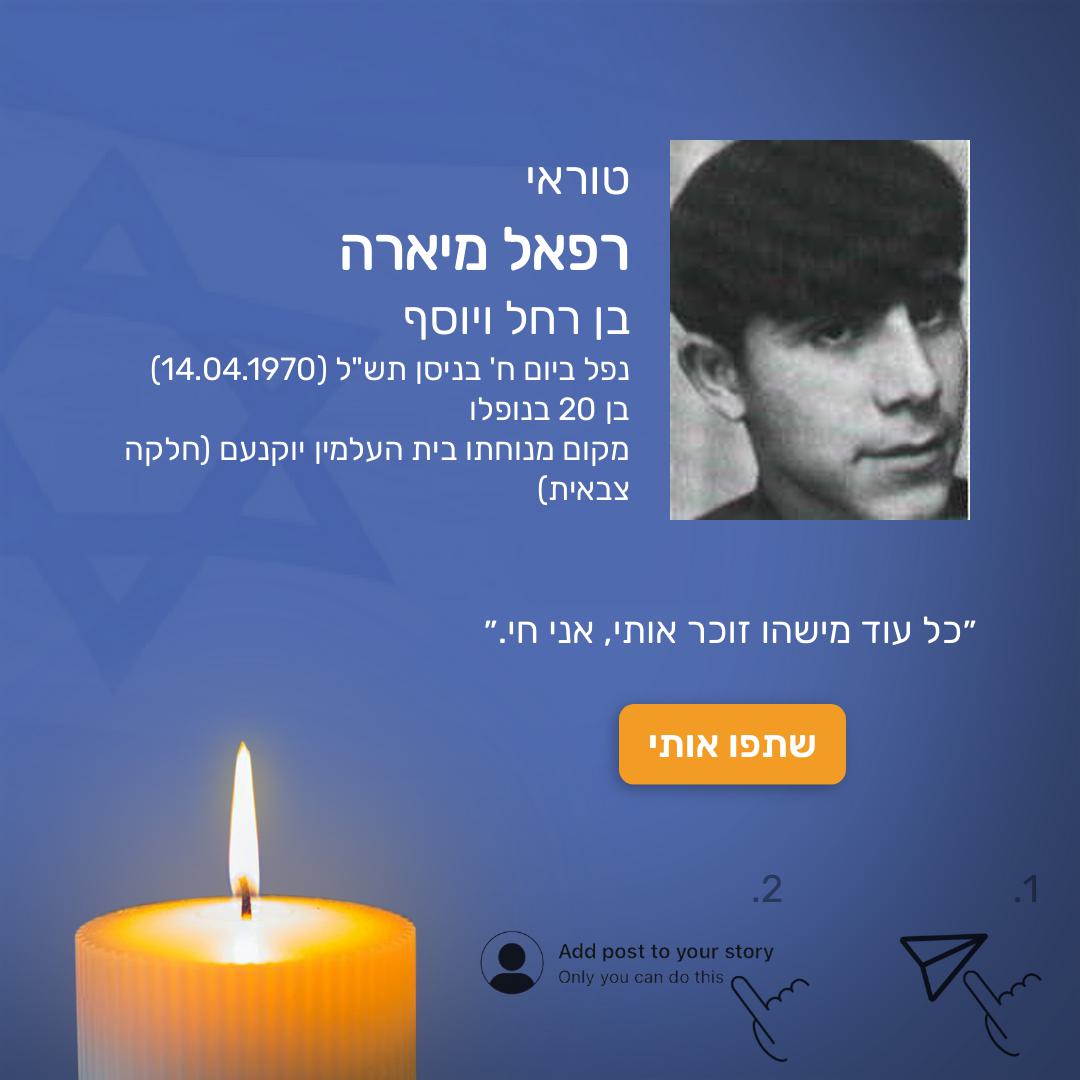 טוראי
רפאל מיארה
בן רחל ויוסף
נפל ביום ח' בניסן תש"ל (14.04.1970)
בן 20 בנופלו
מקום מנוחתו בית העלמין יוקנעם (חלקה
צבאית)
״כל עוד מישהו זוכר אותי, אני חי.״
שתפו אותי
.1
.2
Add post to your story
Only you can do this